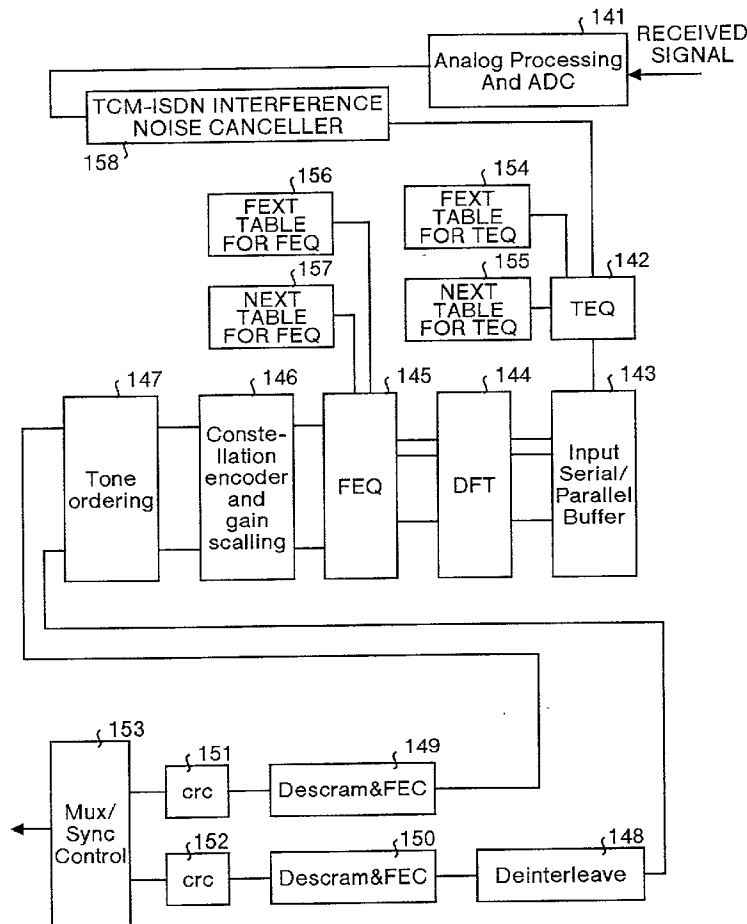 141
RECEIVED
SIGNAL
Analog Processing
And ADC
TCM-ISDN INTERFERENCE
NOISE CANCELLER
158
156
FEXT
TABLE
FOR FEQ
154
FEXT
TABLE
FOR TEQ
157
NEXT
TABLE
FOR FEQ
155
NEXT
TABLE
FOR TEQ
142
TEQ
147
Tone
ordering
146
Conste-
llation
encoder
and
gain
scalling
145
FEQ
144
DFT
143
Input
Serial/
Parallel
Buffer
153
Mux/
Sync
Control
151
crc
149
Descram&FEC
152
crc
150
Descram&FEC
148
Deinterleave